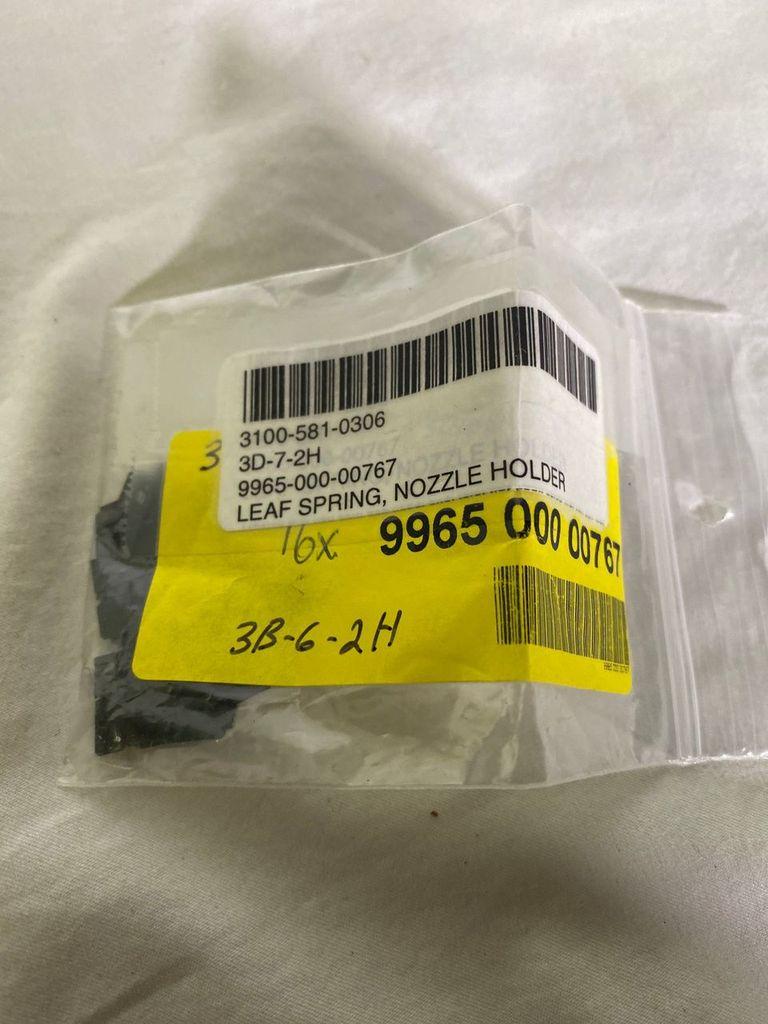 3100-581-0306
3D-7-2H
9965-000-00767
LEAF SPRING, NOZZLE HOLDER
3
16x
9965 000 00767
3B-6-2H